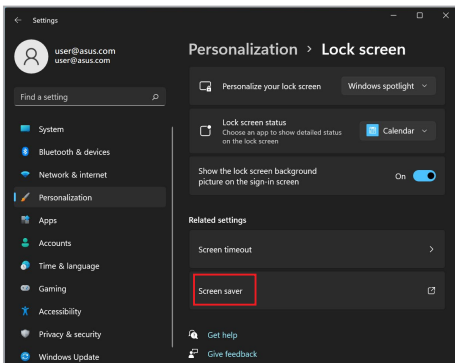 Settings
user@asus.com
user@asus.com
Find a setting
System
Bluetooth & devices
Network & internet
Personalization
Apps
Accounts
Time & language
Gaming
Accessibility
Privacy & security
Windows Update
Personalization > Lock screen
Personalize your lock screen
Windows spotlight
Lock screen status
Choose an app to show detailed status
on the lock screen
Calendar
Show the lock screen background
picture on the sign-in screen
On
Related settings
Screen timeout
Screen saver
Get help
Give feedback